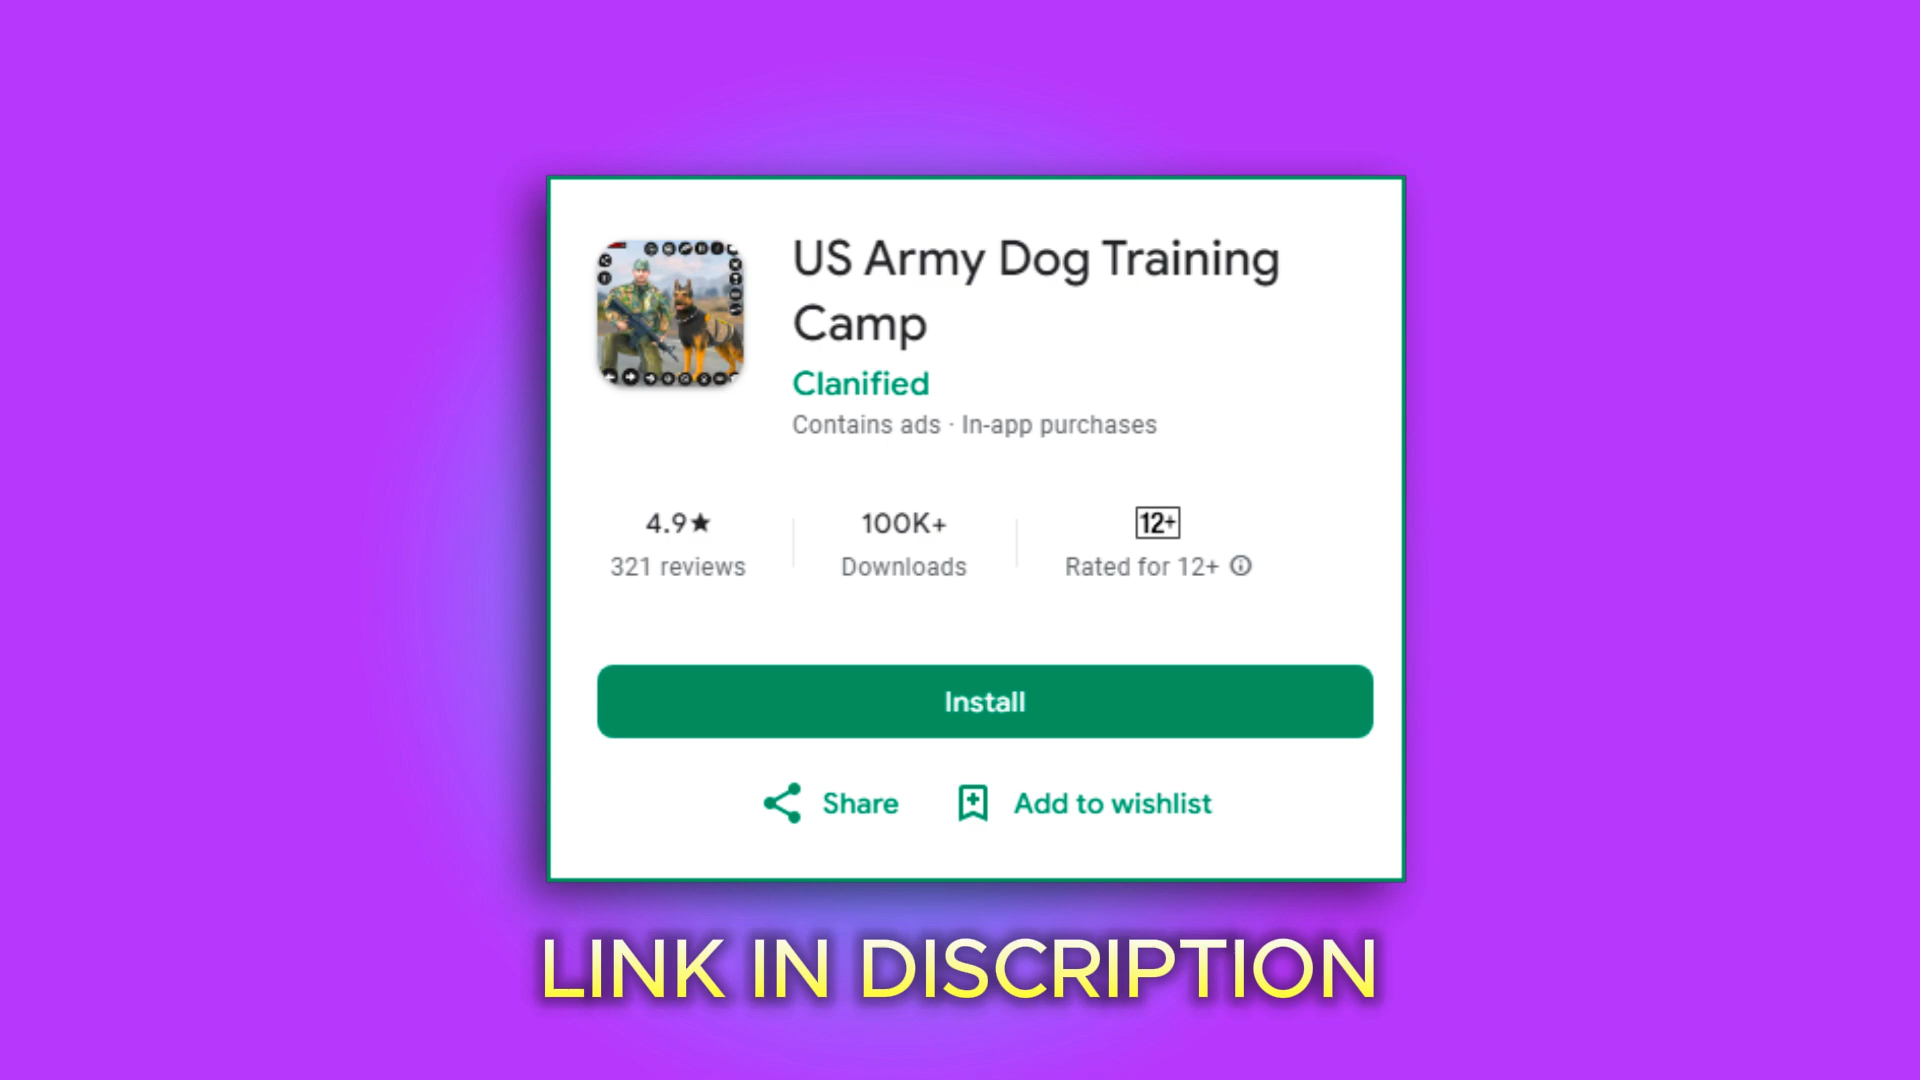 US Army Dog Training
Camp
Clanified
Contains ads · In-app purchases
4.9★
321 reviews
100K+
Downloads
12+
Rated for 12+
Install
Share
Add to wishlist
LINK IN DISCRIPTION